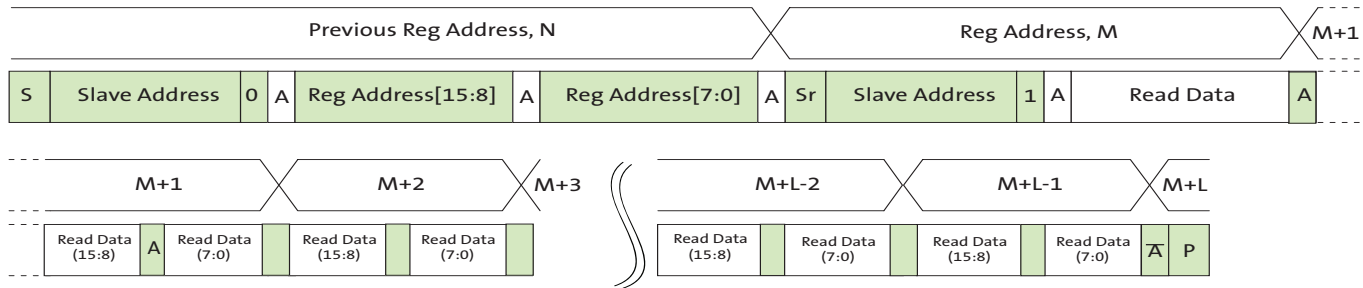 Previous Reg Address, N Reg Address, M M+1
S Slave Address 0 A Reg Address[15:8] A Reg Address[7:0] A Sr Slave Address 1 A Read Data A
M+1 M+2 M+3 M+L-2 M+L-1 M+L
Read Data (15:8) A Read Data (7:0) Read Data (15:8) Read Data (7:0) Read Data (15:8) Read Data (7:0) Read Data (15:8) Read Data (7:0) A̅ P